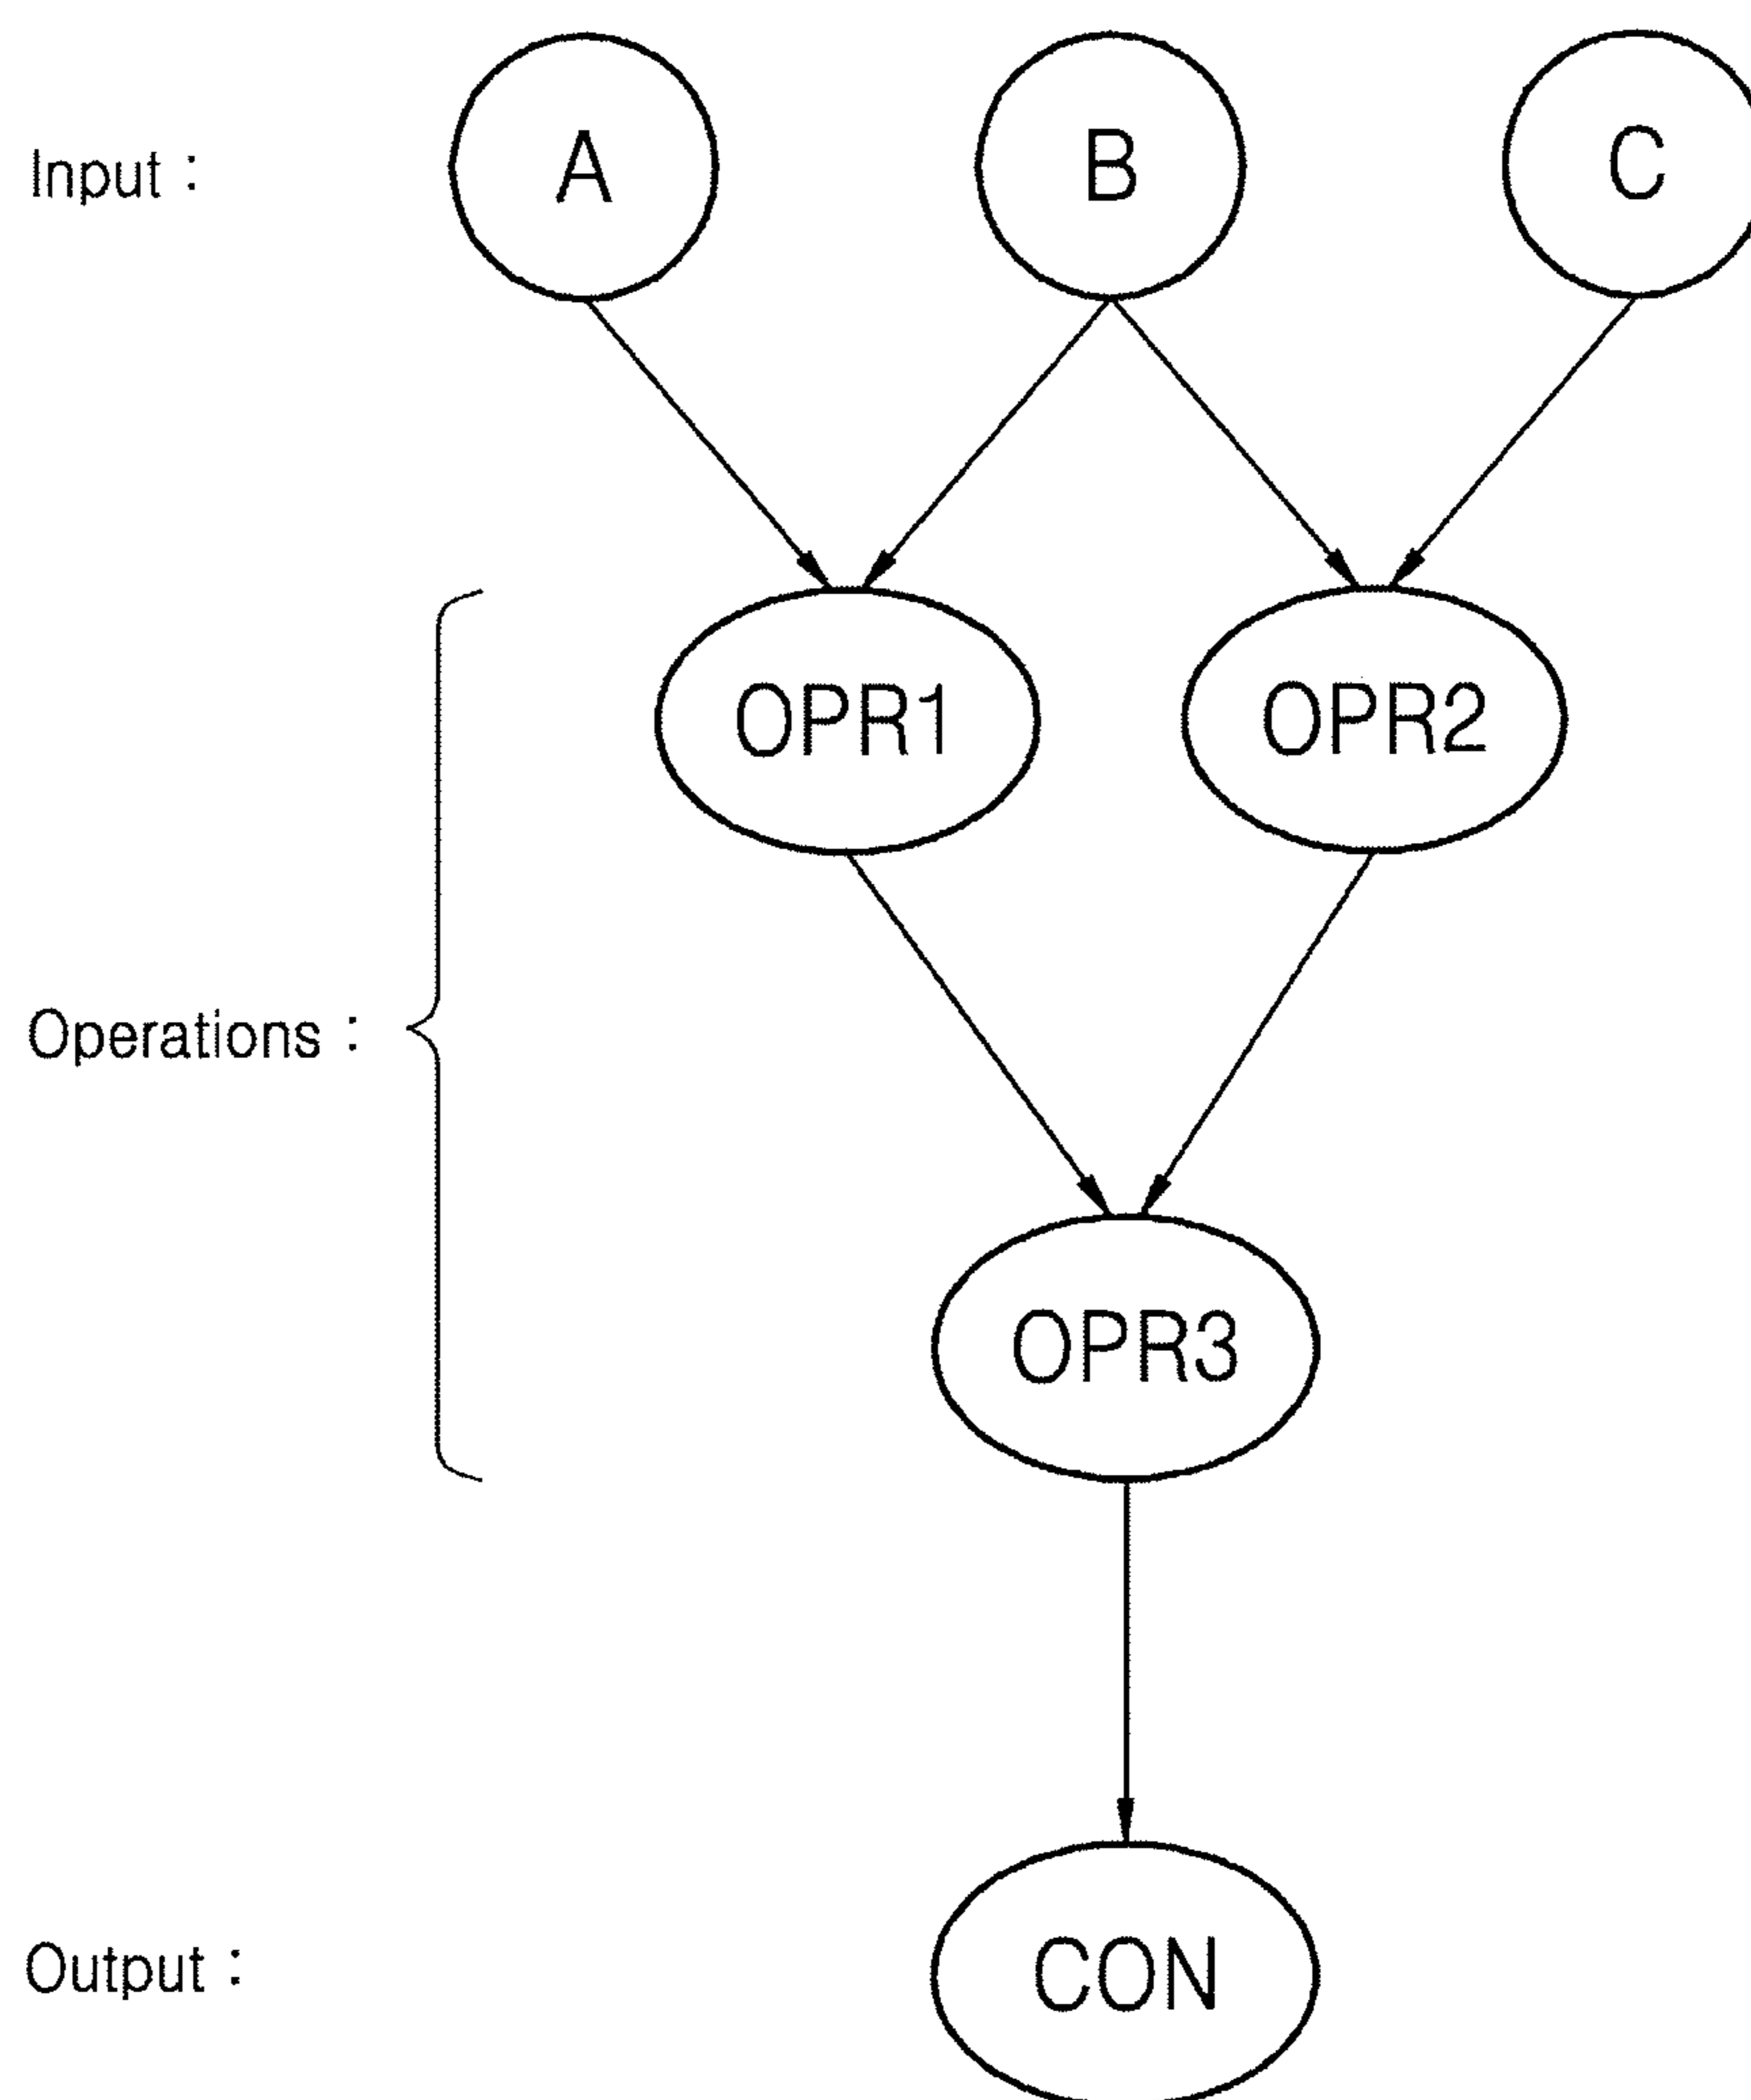 Input : A B C
OPR1 OPR2
Operations :
OPR3
Output : CON